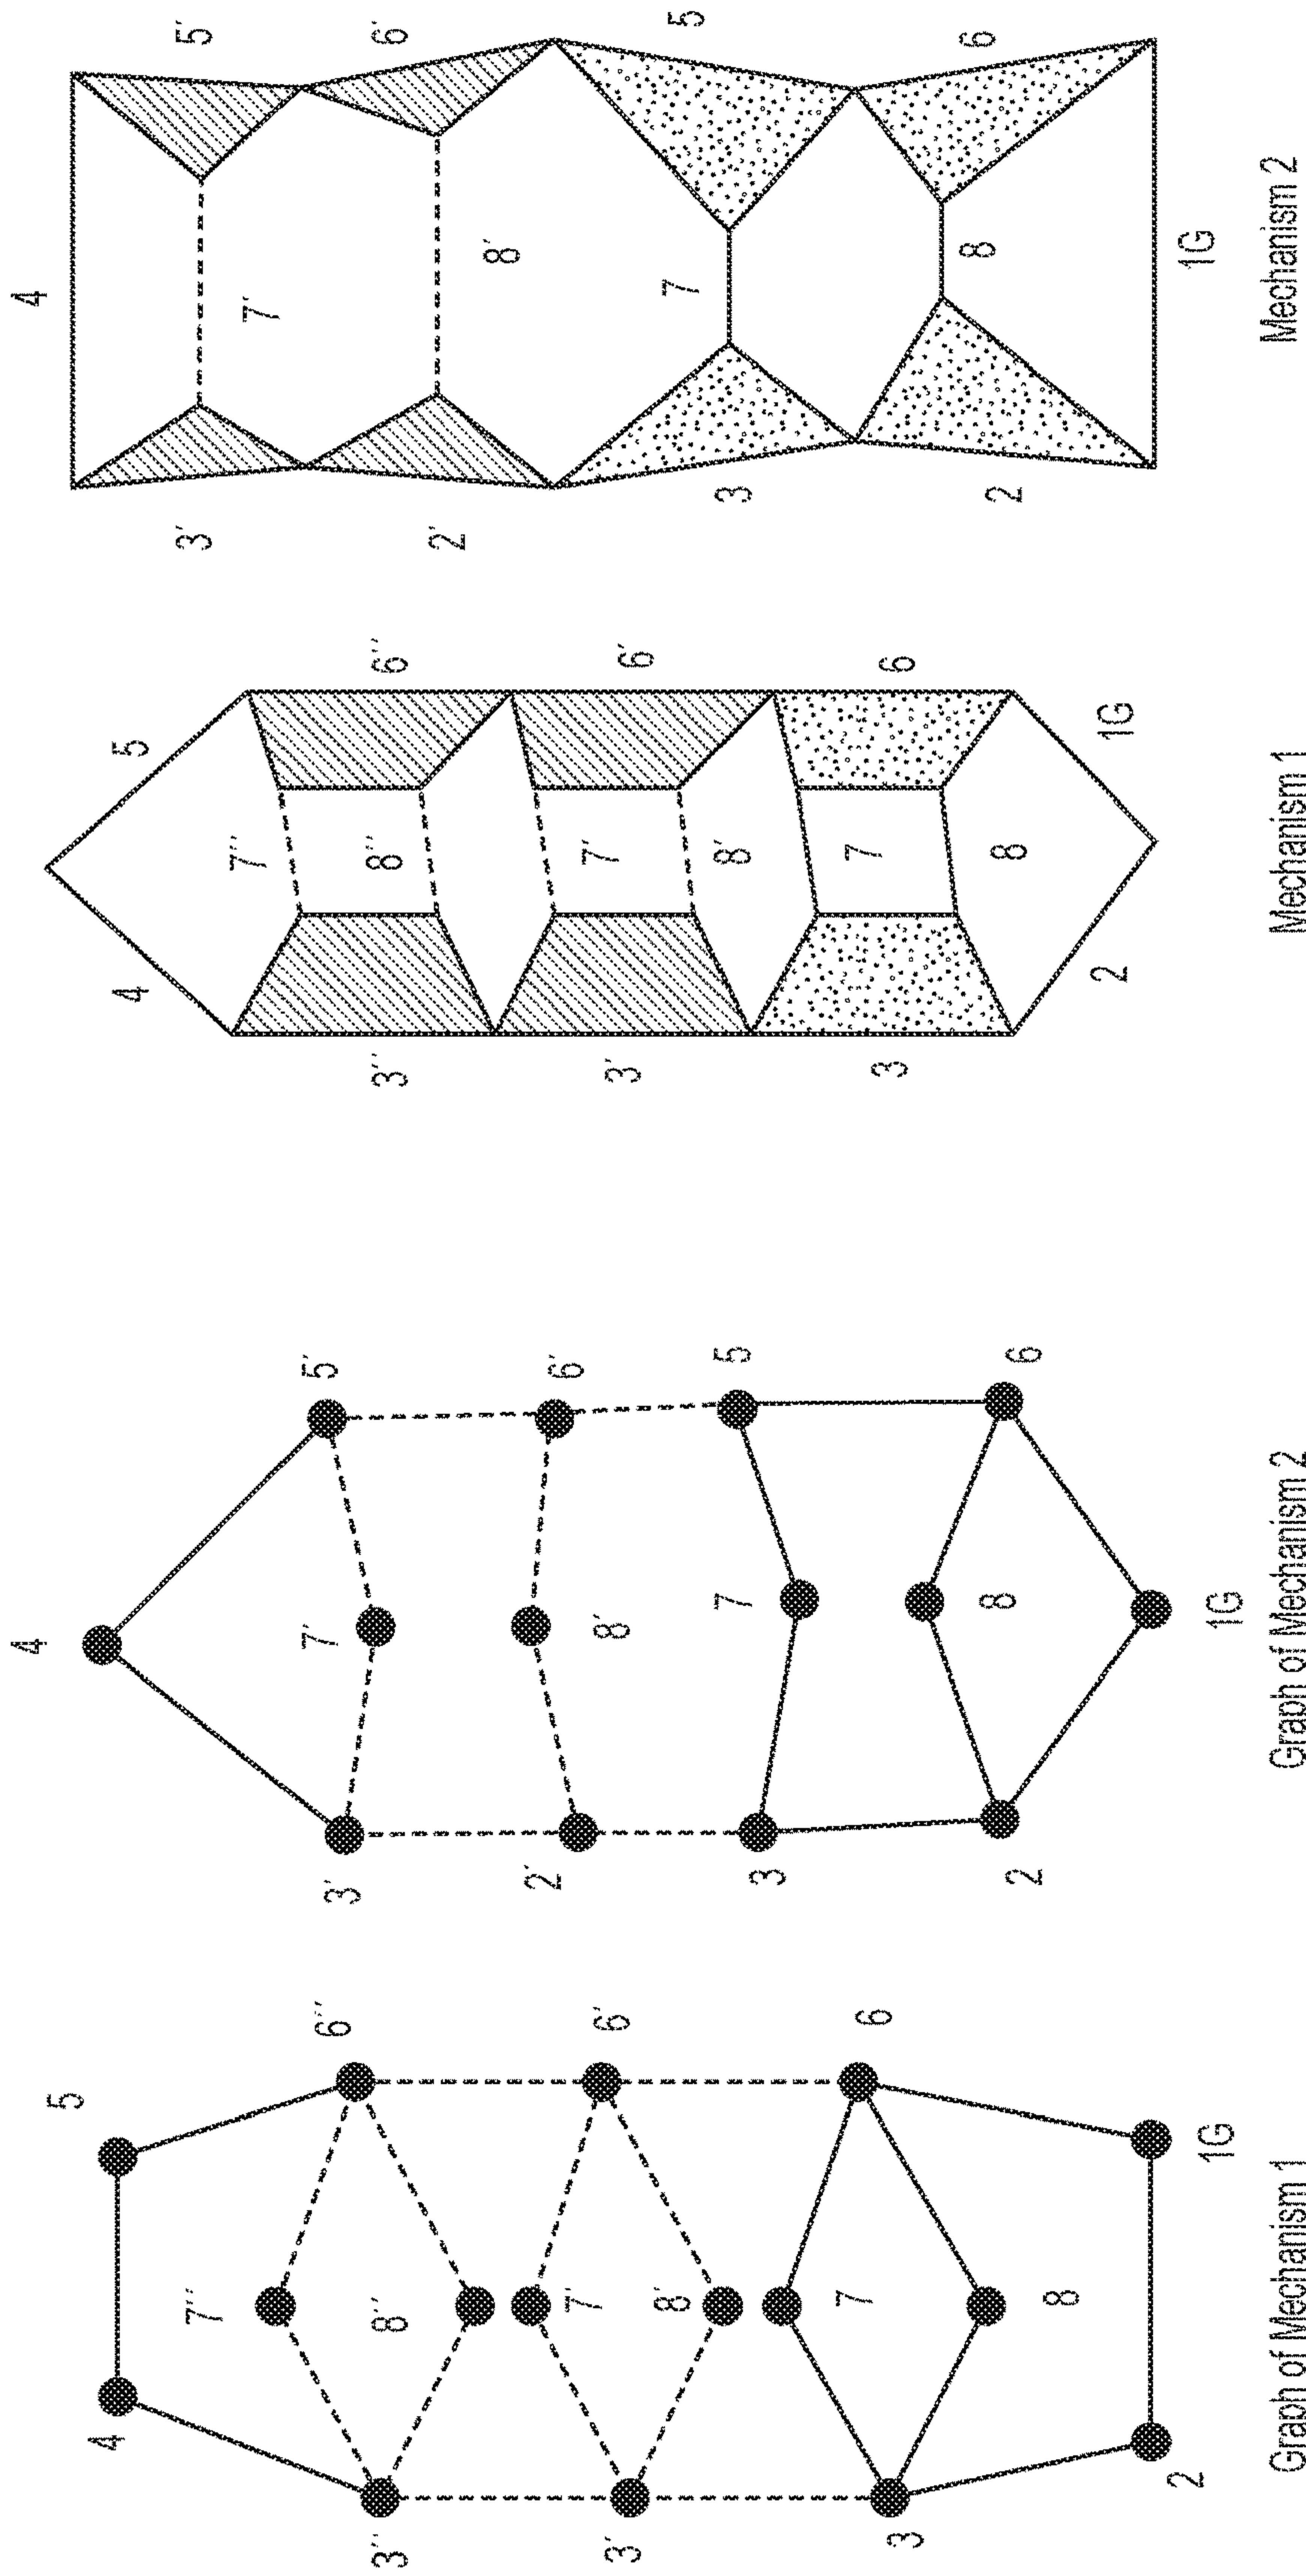 5
4
7''
6''
3'' 8''
3' 7' 6'
8'
7 6
3
8
2 1G
Graph of Mechanism 1
4
3' 7' 5'
2' 6'
8'
7 5
3
2 8 6
1G
Graph of Mechanism 2
4 5
7''
3'' 8'' 6''
3' 7' 6'
8'
3 7 6
8
2 1G
Mechanism 1
4
3' 5'
7'
2' 6'
8'
7 5
3
2 8 6
1G
Mechanism 2